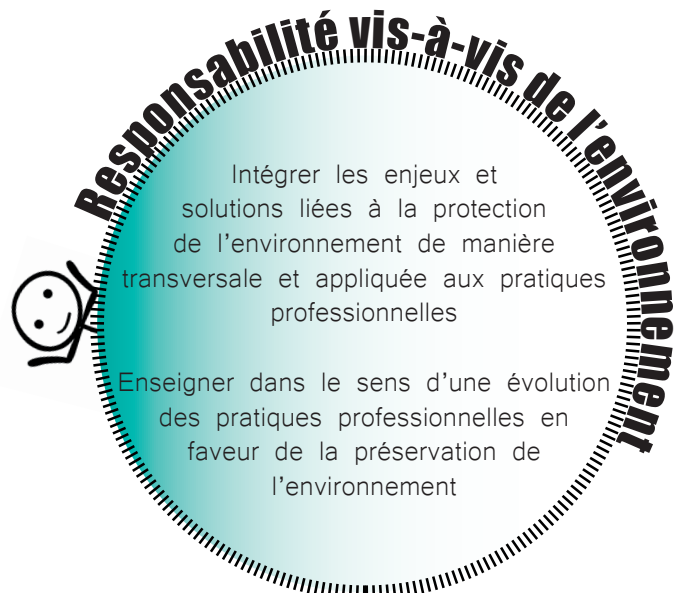 Responsabilité vis-à-vis de l'environnement
Intégrer les enjeux et
solutions liées à la protection
de l'environnement de manière
transversale et appliquée aux pratiques
professionnelles
Enseigner dans le sens d'une évolution
des pratiques professionnelles en
faveur de la préservation de
l'environnement